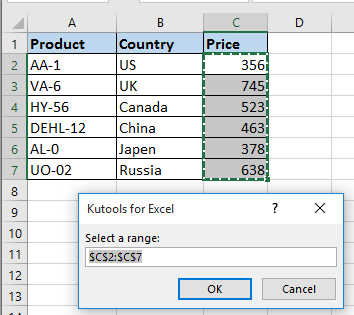 A B C D
1 Product Country Price
2 AA-1 US 356
3 VA-6 UK 745
4 HY-56 Canada 523
5 DEHL-12 China 463
6 AL-0 Japen 378
7 UO-02 Russia 638
8
9
10
11
12
13
Kutools for Excel ? ×
Select a range:
$C$2:$C$7
OK Cancel